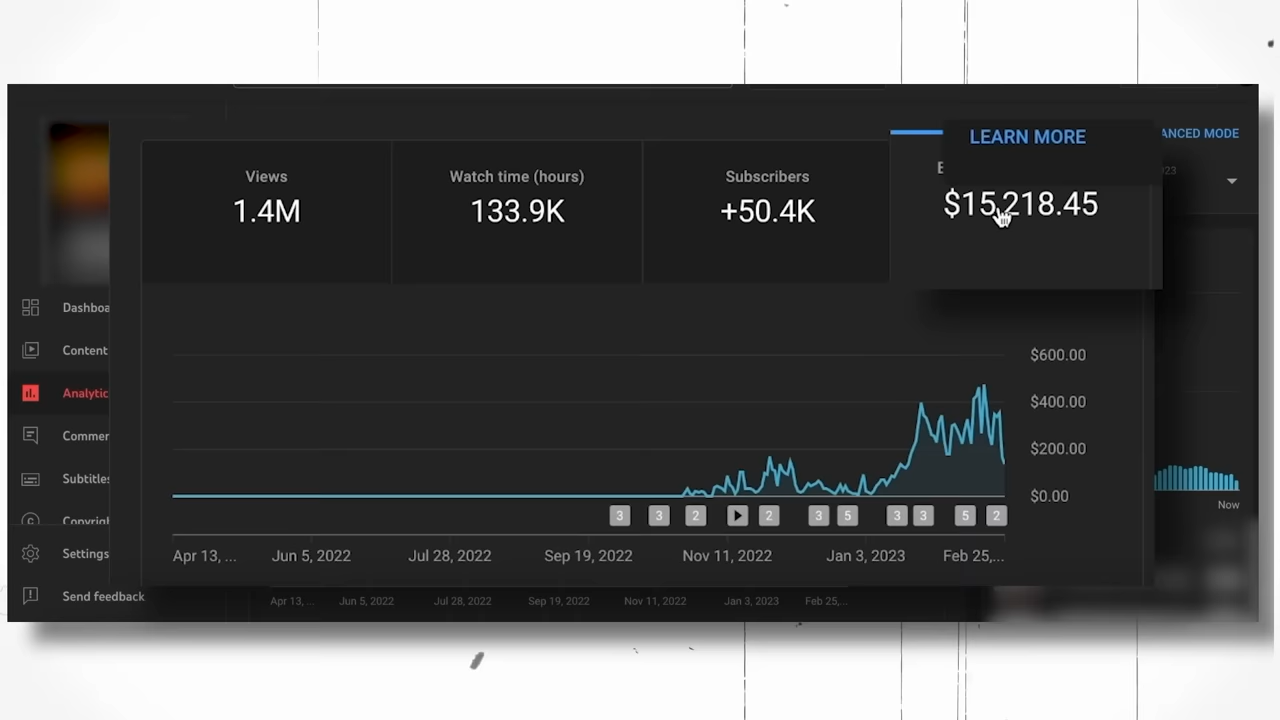 LEARN MORE
ANCED MODE
Views
Watch time (hours)
Subscribers
E
23
1.4M
133.9K
+50.4K
$15,218.45
Dashboa
Content
Analytic
Commer
Subtitles
Copyrigh
Settings
Send feedback
$600.00
$400.00
$200.00
$0.00
3
3
2
2
3
5
3
3
5
2
Now
Apr 13, ...
Jun 5, 2022
Jul 28, 2022
Sep 19, 2022
Nov 11, 2022
Jan 3, 2023
Feb 25,...
Apr 13, ...
Jun 5, 2022
Jul 28, 2022
Sep 19, 2022
Nov 11, 2022
Jan 3, 2023
Feb 25,...